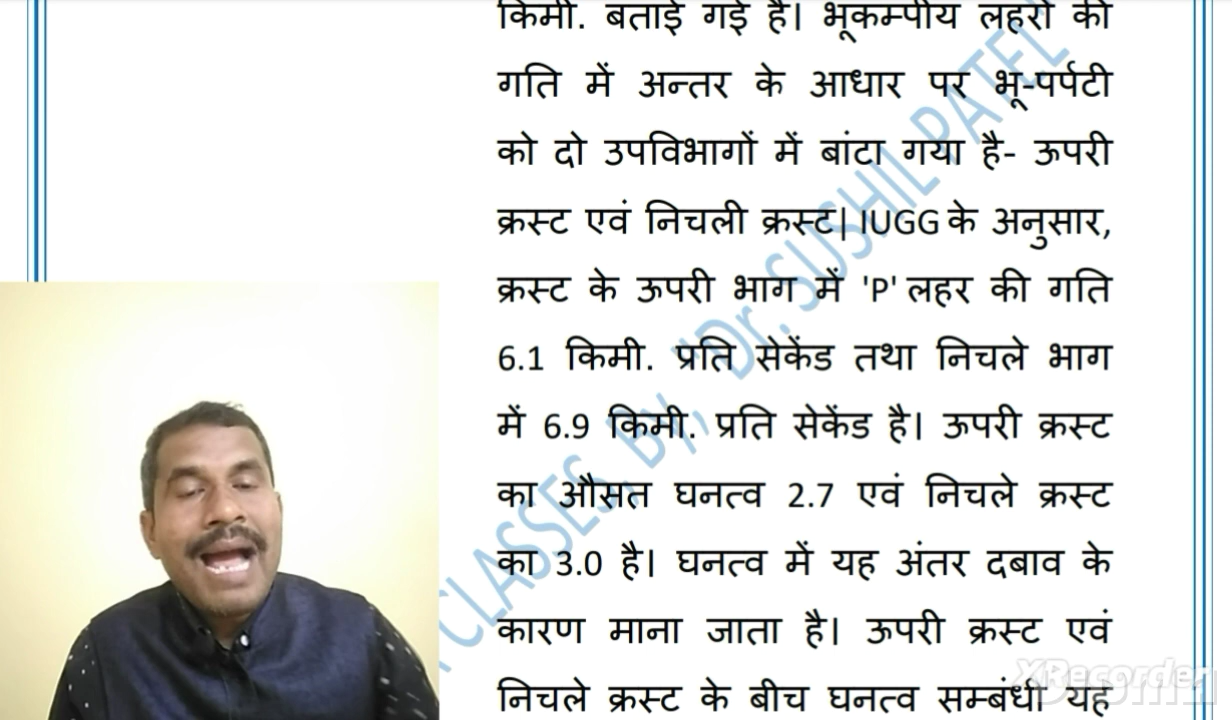 किमी. बताई गई है। भूकम्पीय लहरों की
गति में अन्तर के आधार पर भू-पर्पटी
को दो उपविभागों में बांटा गया है- ऊपरी
क्रस्ट एवं निचली क्रस्ट| IUGG के अनुसार,
क्रस्ट के ऊपरी भाग में 'P' लहर की गति
6.1 किमी. प्रति सेकेंड तथा निचले भाग
में 6.9 किमी. प्रति सेकेंड है। ऊपरी क्रस्ट
का औसत घनत्व 2.7 एवं निचले क्रस्ट
का 3.0 है। घनत्व में यह अंतर दबाव के
कारण माना जाता है। ऊपरी क्रस्ट एवं
निचले क्रस्ट के बीच घनत्व सम्बंधी यह
CLASSES, By, "Dr. SUSHIL PATEL
XRecorder